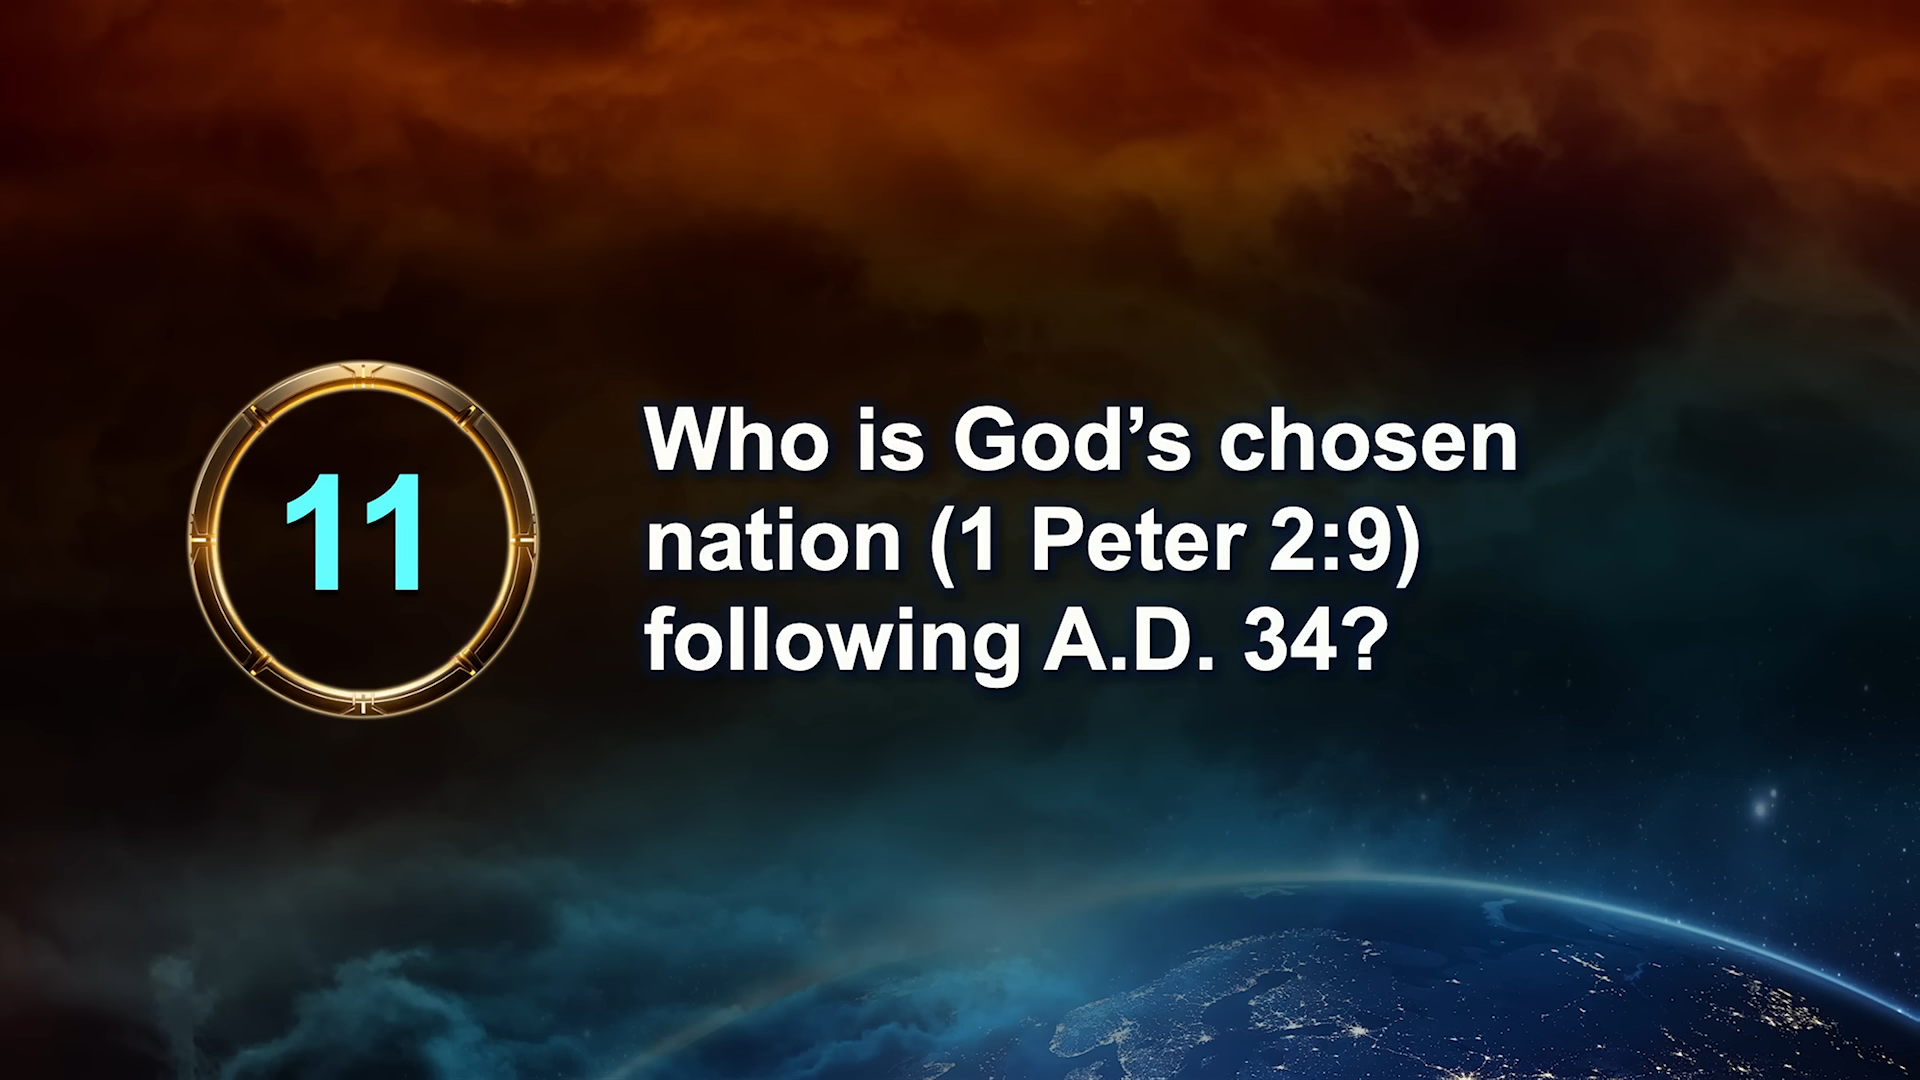 11
Who is God’s chosen
nation (1 Peter 2:9)
following A.D. 34?